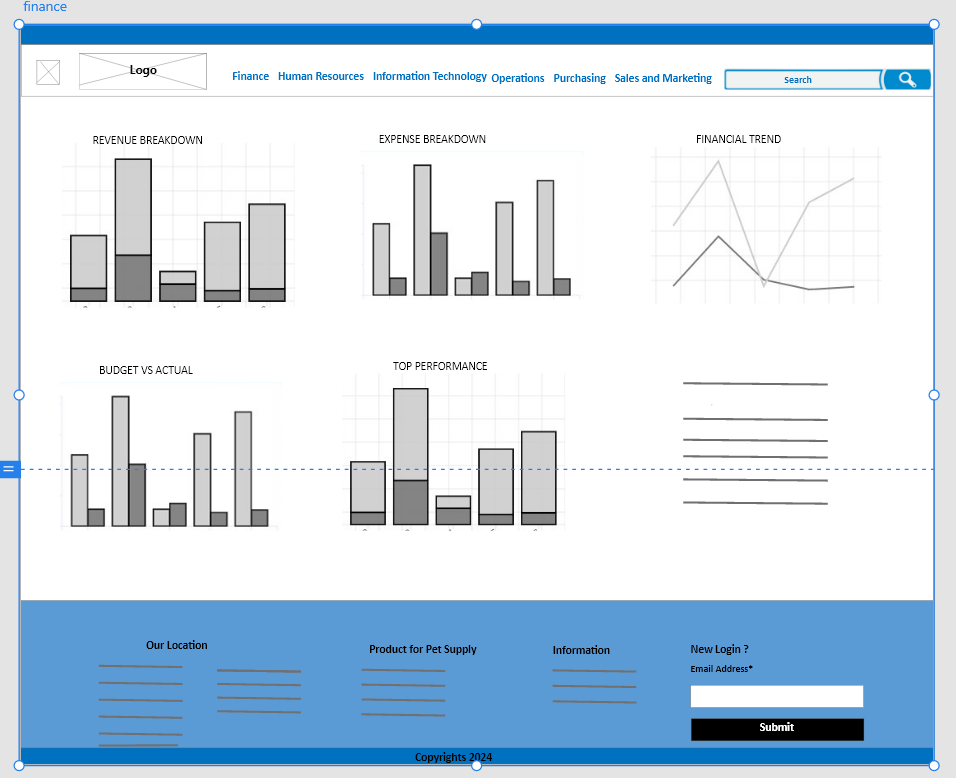 finance
Logo
Finance Human Resources Information Technology Operations Purchasing Sales and Marketing
Search
REVENUE BREAKDOWN
EXPENSE BREAKDOWN
FINANCIAL TREND
BUDGET VS ACTUAL
TOP PERFORMANCE
Our Location
Product for Pet Supply
Information
New Login ?
Email Address*
Submit
Copyrights 2024